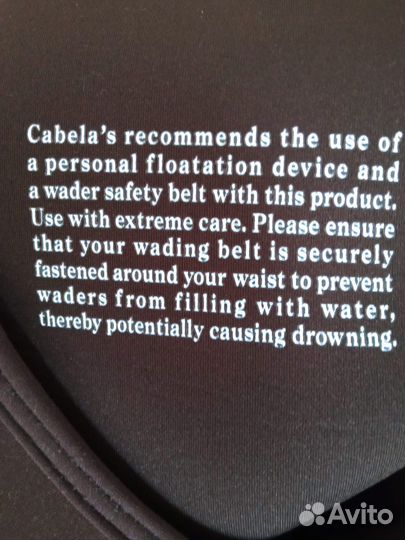 Cabela's recommends the use of
a personal floatation device and
a wader safety belt with this product.
Use with extreme care. Please ensure
that your wading belt is securely
fastened around your waist to prevent
waders from filling with water,
thereby potentially causing drowning.
Avito